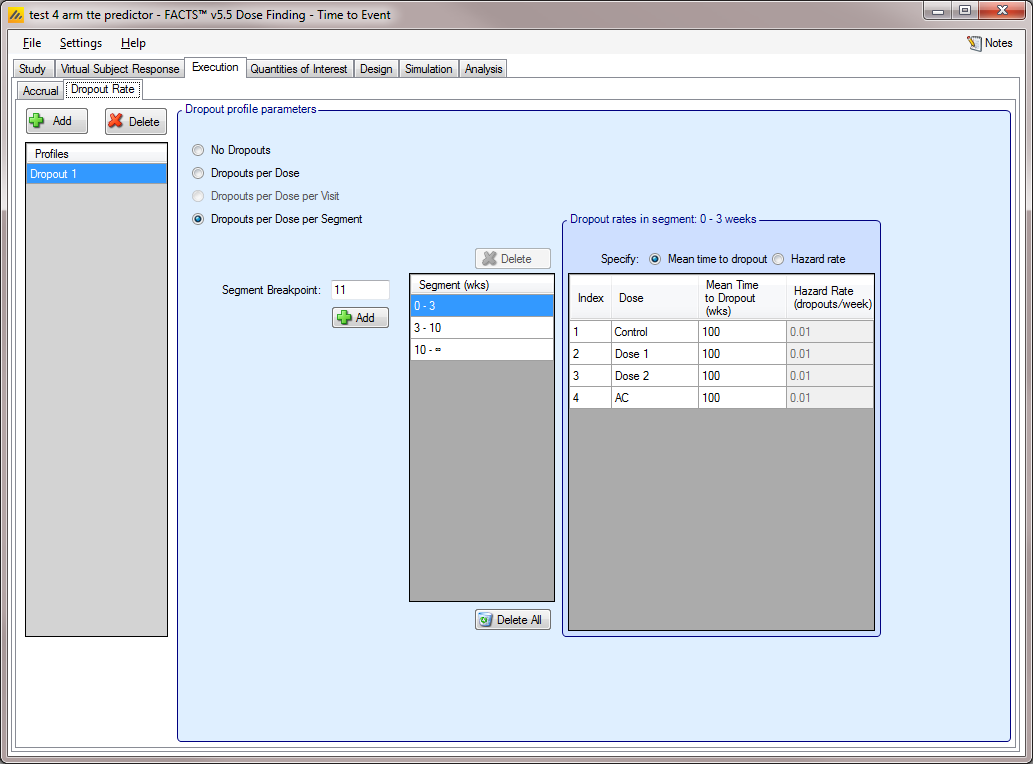 test 4 arm tte predictor - FACTS™ v5.5 Dose Finding - Time to Event
File Settings Help Notes
Study Virtual Subject Response Execution Quantities of Interest Design Simulation Analysis
Accrual Dropout Rate
Add Delete
Profiles
Dropout 1
Dropout profile parameters
No Dropouts
Dropouts per Dose
Dropouts per Dose per Visit
Dropouts per Dose per Segment
Segment Breakpoint: 11
Add
Delete
Segment (wks)
0 - 3
3 - 10
10 - ∞
Delete All
Dropout rates in segment: 0 - 3 weeks
Specify: Mean time to dropout Hazard rate
Index Dose Mean Time to Dropout (wks) Hazard Rate (dropouts/week)
1 Control 100 0.01
2 Dose 1 100 0.01
3 Dose 2 100 0.01
4 AC 100 0.01